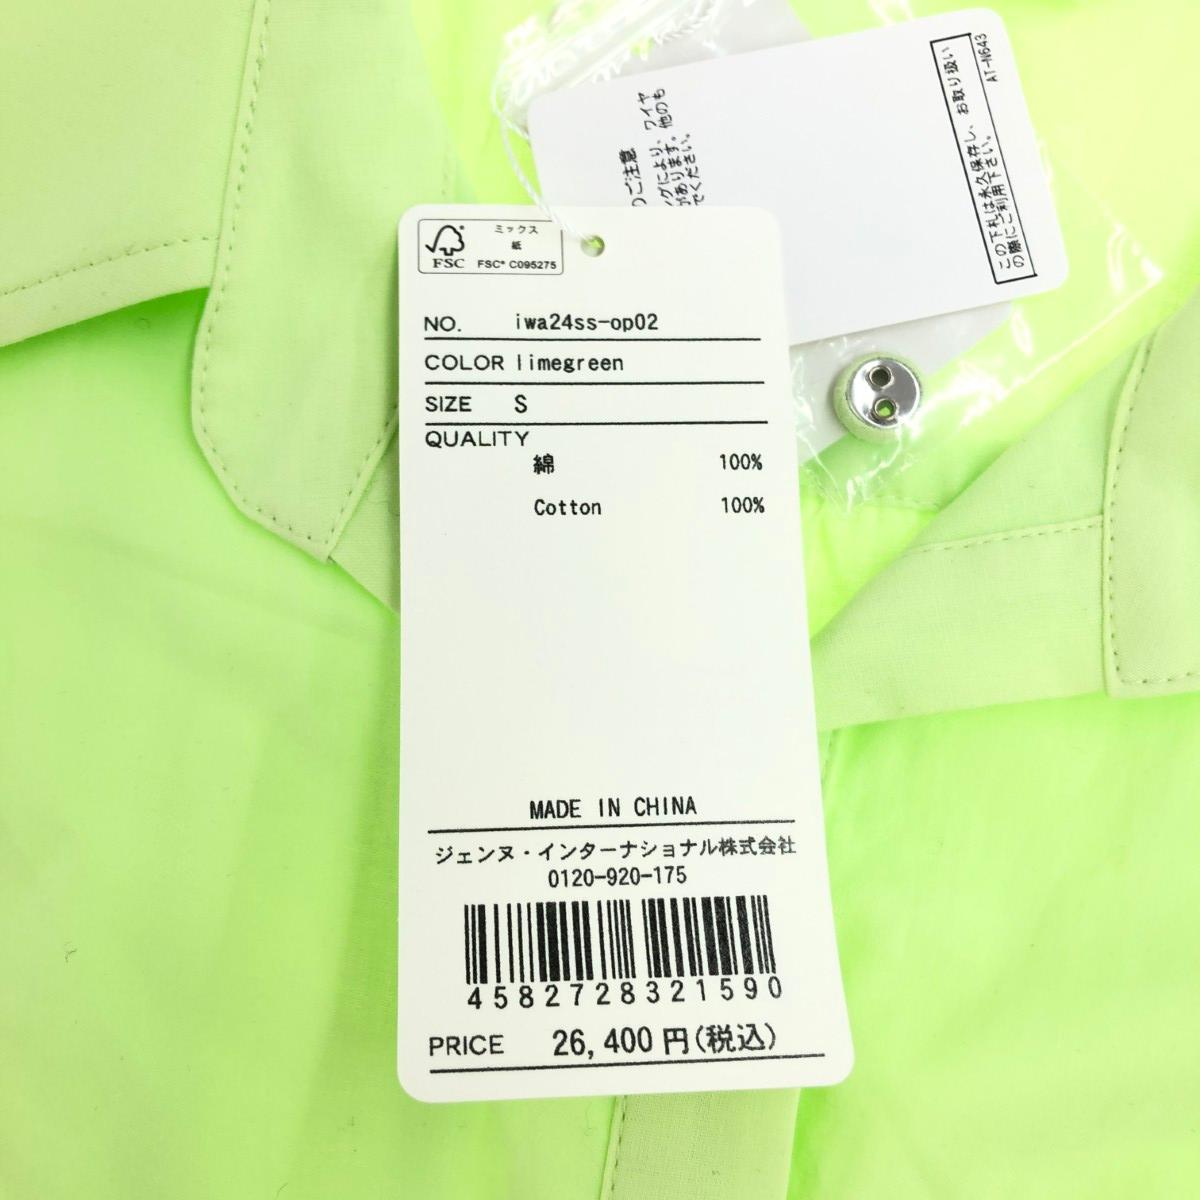 ミックス
紙
FSC
FSC® C095275
NO. iwa24ss-op02
COLOR limegreen
SIZE S
QUALITY
綿 100%
Cotton 100%
MADE IN CHINA
ジェンヌ・インターナショナル株式会社
0120-920-175
4582728321590
PRICE 26,400円(税込)
のご注意
グにより、ワイヤ
があります。他のも
でください。
この下札は永久保存し、お取り扱い
の際にご利用下さい。
AT-N643